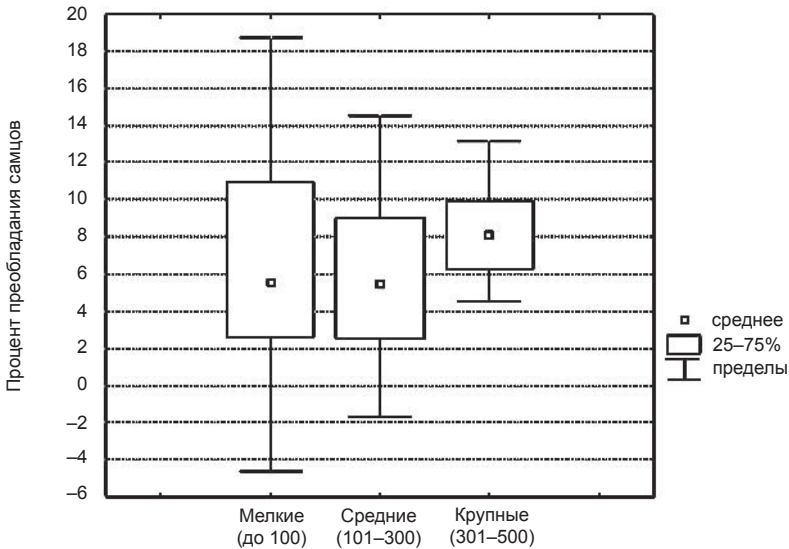 Процент преобладания самцов
20
18
16
14
12
10
8
6
4
2
0
–2
–4
–6
Мелкие
(до 100)
Средние
(101–300)
Крупные
(301–500)
среднее
25–75%
пределы